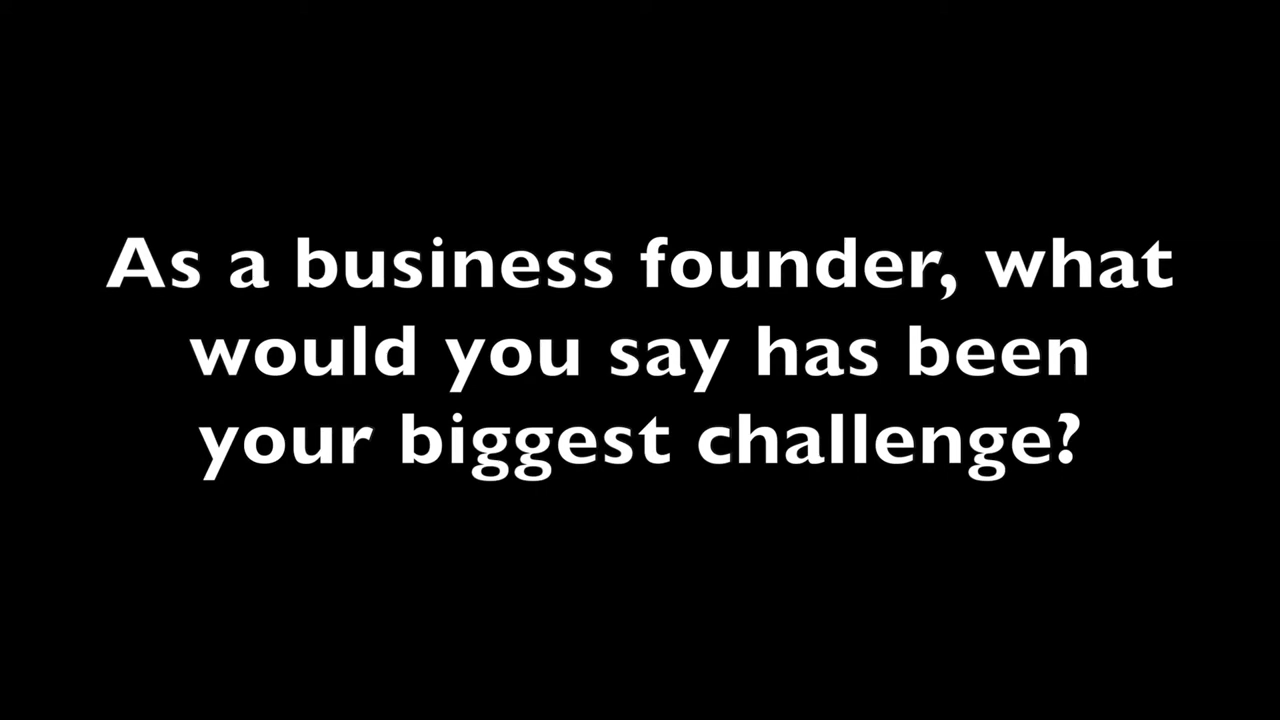 As a business founder, what
would you say has been
your biggest challenge?